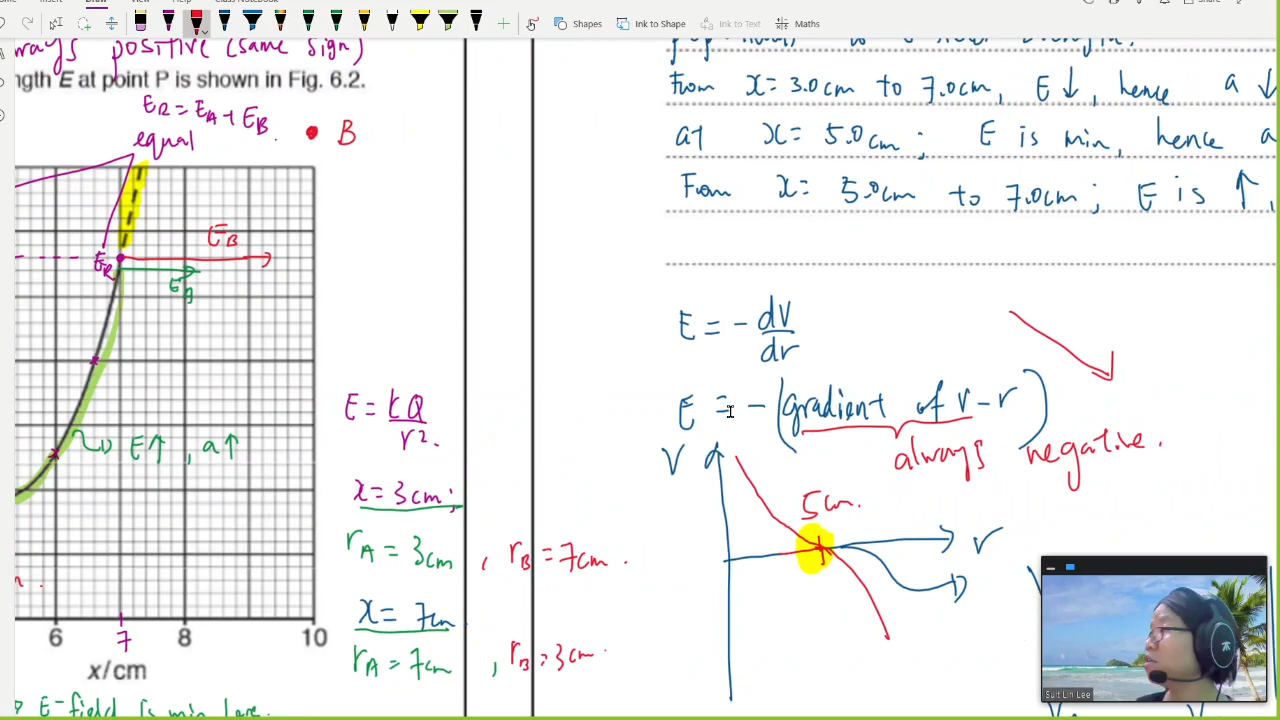 Shapes Ink to Shape Ink to Text Maths
ways positive (same sign)
ngth E at point P is shown in Fig. 6.2.
E_R = E_A + E_B
equal
B
E_B
E_R
E_A
E↑, a↑
6 7 8 10
x/cm
E-field is min
E = kQ/r².
x = 3cm;
r_A = 3cm, r_B = 7cm.
x = 7cm
r_A = 7cm, r_B = 3cm.
From x = 3.0cm to 7.0cm, E↓, hence a↓
at x = 5.0cm; E is min, hence a
From x = 5.0cm to 7.0cm; E is ↑,
E = - dV/dr
E = - (gradient of V-r)
always negative.
V
5cm.
r
Suit Lin Lee